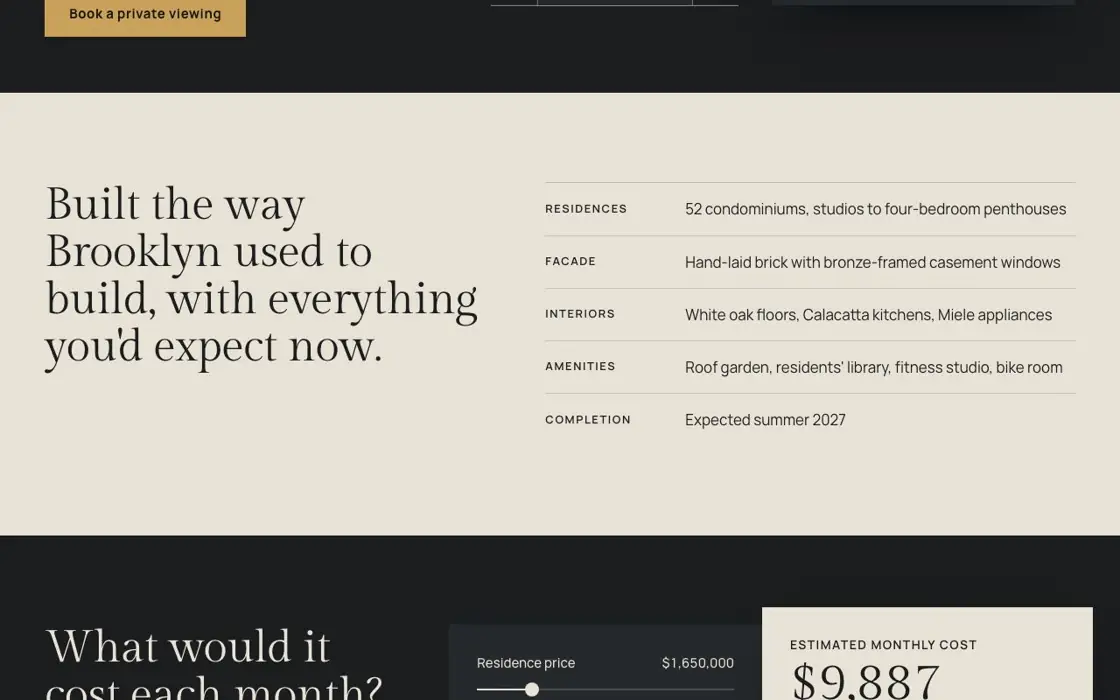 Book a private viewing
Built the way
Brooklyn used to
build, with everything
you'd expect now.
RESIDENCES
52 condominiums, studios to four-bedroom penthouses
FACADE
Hand-laid brick with bronze-framed casement windows
INTERIORS
White oak floors, Calacatta kitchens, Miele appliances
AMENITIES
Roof garden, residents' library, fitness studio, bike room
COMPLETION
Expected summer 2027
What would it
cost each month?
Residence price
$1,650,000
ESTIMATED MONTHLY COST
$9,887